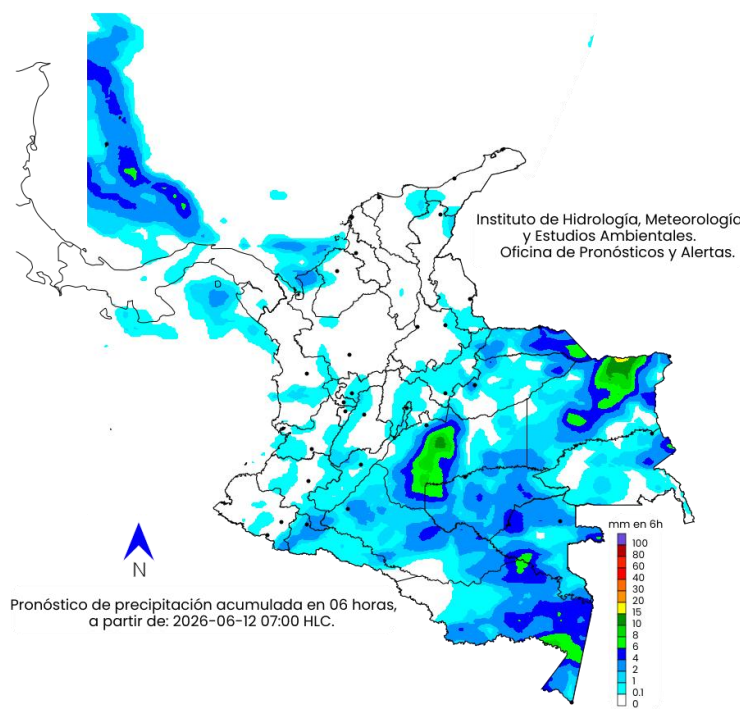 Instituto de Hidrología, Meteorología
y Estudios Ambientales.
Oficina de Pronósticos y Alertas.
N
Pronóstico de precipitación acumulada en 06 horas,
a partir de: 2026-06-12 07:00 HLC.
mm en 6h
100
80
60
40
30
20
15
10
8
6
4
2
1
0.1
0